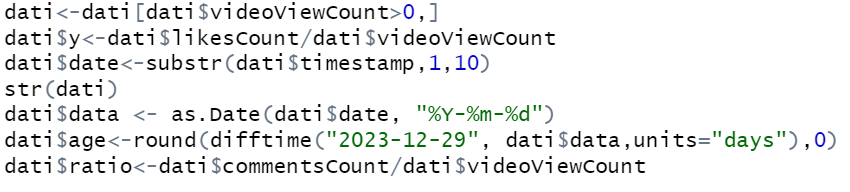 dati<-dati[dati$videoViewCount>0,]
dati$y<-dati$likesCount/dati$videoViewCount
dati$date<-substr(dati$timestamp,1,10)
str(dati)
dati$data <- as.Date(dati$date, "%Y-%m-%d")
dati$age<-round(difftime("2023-12-29", dati$data,units="days"),0)
dati$ratio<-dati$commentsCount/dati$videoViewCount